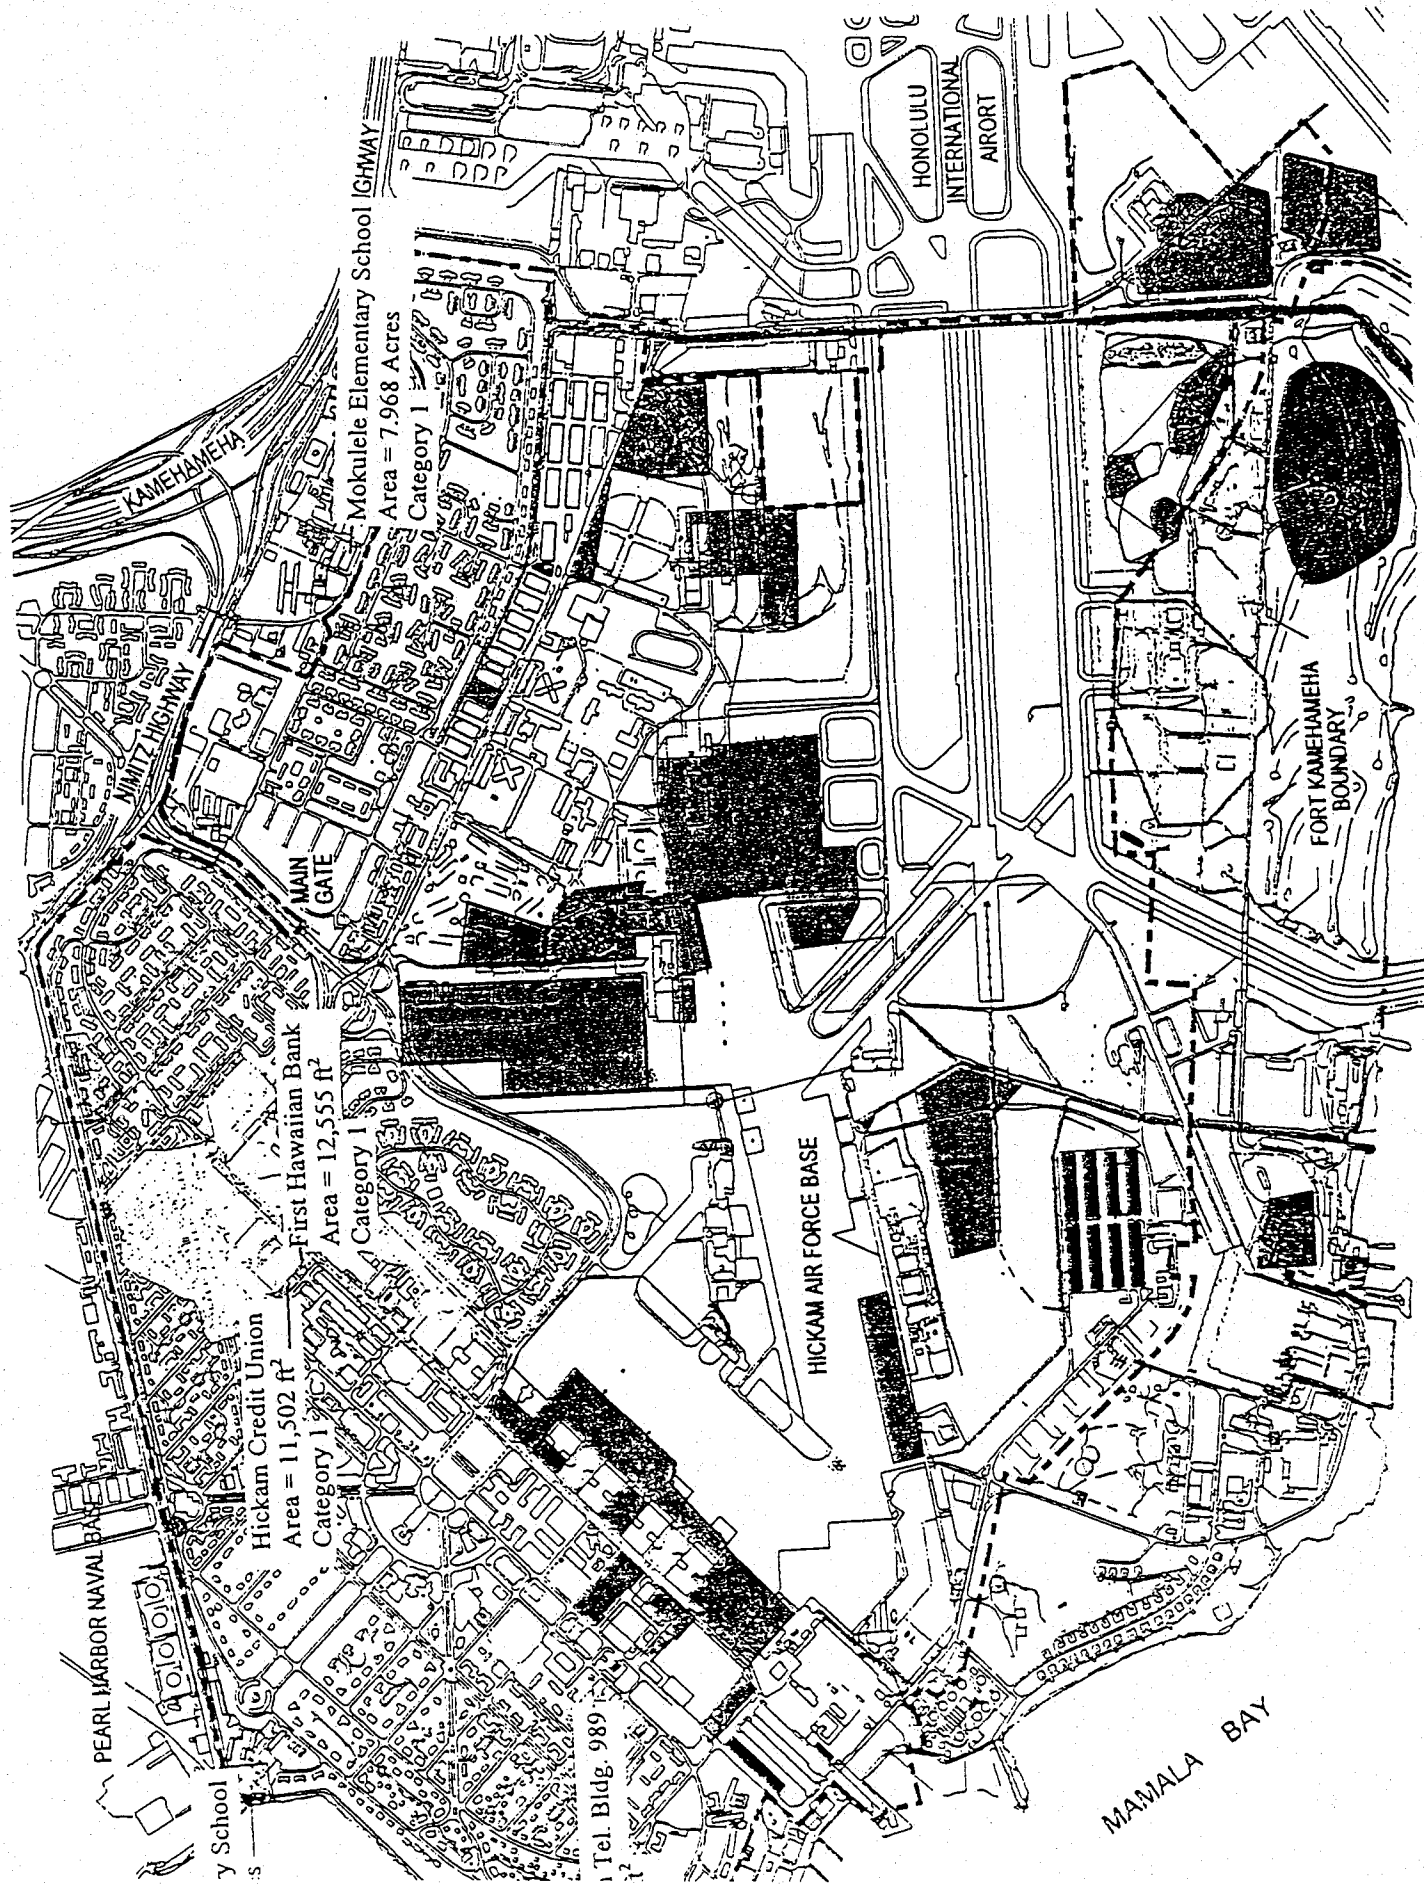 PEARL HARBOR NAVAL BASE
NIMITZ HIGHWAY
KAMEHAMEHA
IGHWAY
Mokulele Elementary School
Area = 7.968 Acres
Category 1
MAIN
GATE
First Hawaiian Bank
Area = 12,555 ft²
Category 1
Hickam Credit Union
Area = 11,502 ft²
Category 1
y School
s
Tel. Bldg. 989
ft²
HONOLULU
INTERNATIONAL
AIRORT
HICKAM AIR FORCE BASE
FORT KAMEHAMEHA
BOUNDARY
MAMALA BAY